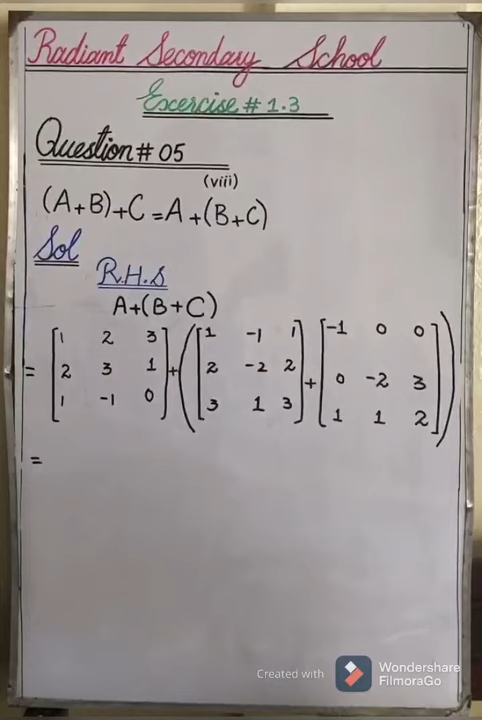 Radiant Secondary School
Excercise # 1.3
Question # 05
(viii)
(A+B)+C=A+(B+C)
Sol
R.H.S
A+(B+C)
= [1 2 3] + ([1 -1 1] + [-1 0 0])
[2 3 1] [2 -2 2] [0 -2 3]
[1 -1 0] [3 1 3] [1 1 2]
=
Created with Wondershare FilmoraGo